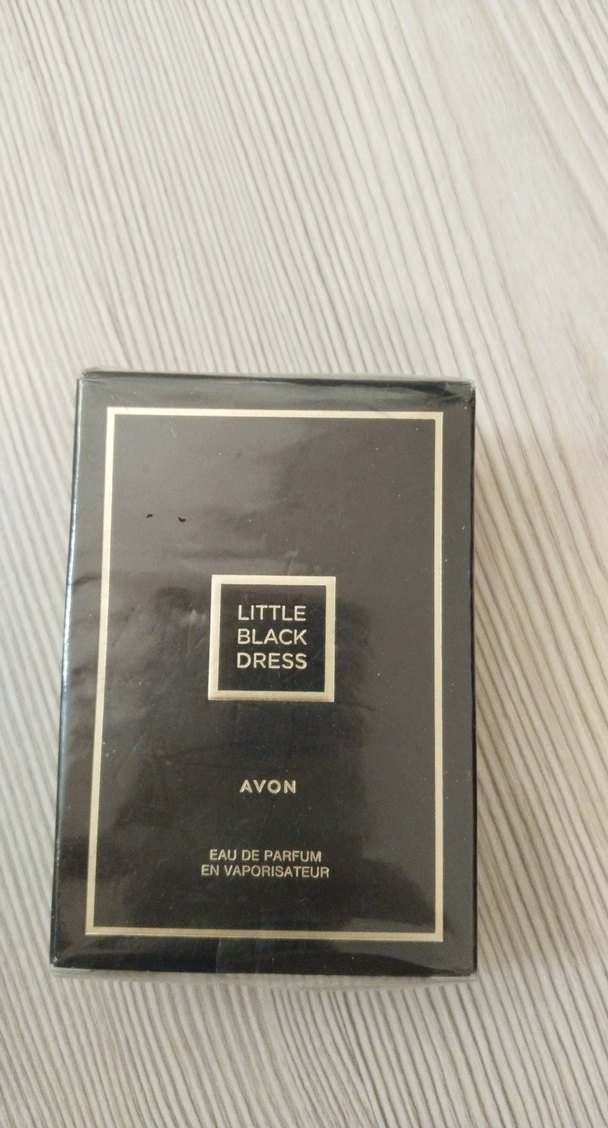 LITTLE
BLACK
DRESS
AVON
EAU DE PARFUM
EN VAPORISATEUR